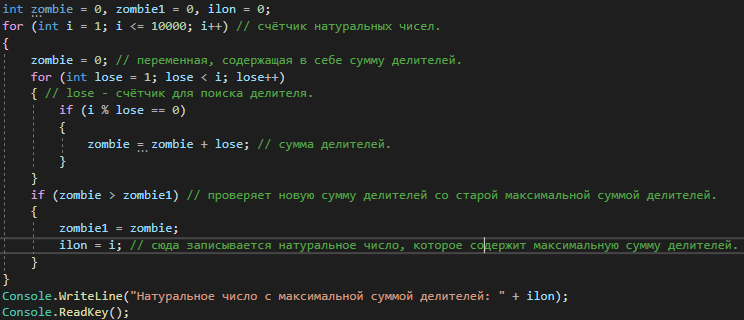 int zombie = 0, zombie1 = 0, ilon = 0;
for (int i = 1; i <= 10000; i++) // счётчик натуральных чисел.
{
zombie = 0; // переменная, содержащая в себе сумму делителей.
for (int lose = 1; lose < i; lose++)
{ // lose - счётчик для поиска делителя.
if (i % lose == 0)
{
zombie = zombie + lose; // сумма делителей.
}
}
if (zombie > zombie1) // проверяет новую сумму делителей со старой максимальной суммой делителей.
{
zombie1 = zombie;
ilon = i; // сюда записывается натуральное число, которое содержит максимальную сумму делителей.
}
}
Console.WriteLine("Натуральное число с максимальной суммой делителей: " + ilon);
Console.ReadKey();